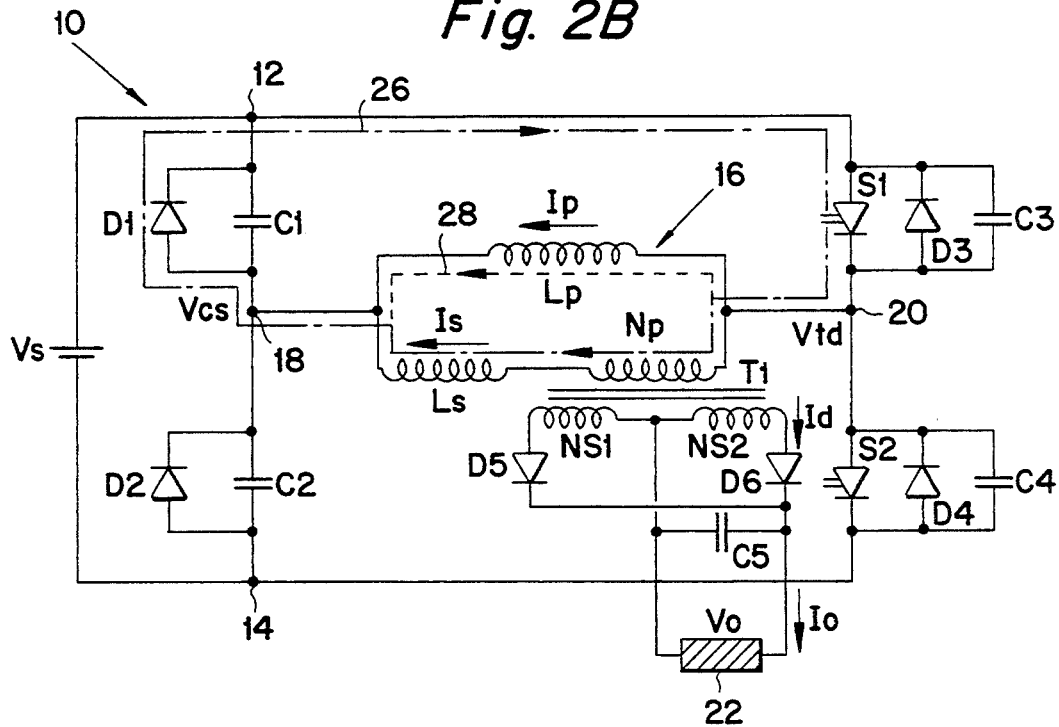 Fig. 2B
10
12
26
16
S1
D1
C1
Ip
28
D3
C3
Lp
Vcs
18
Is
Np
20
Vtd
Vs
Ls
T1
Id
NS1
NS2
S2
D5
D6
D2
C2
D4
C4
C5
14
Vo
Io
22